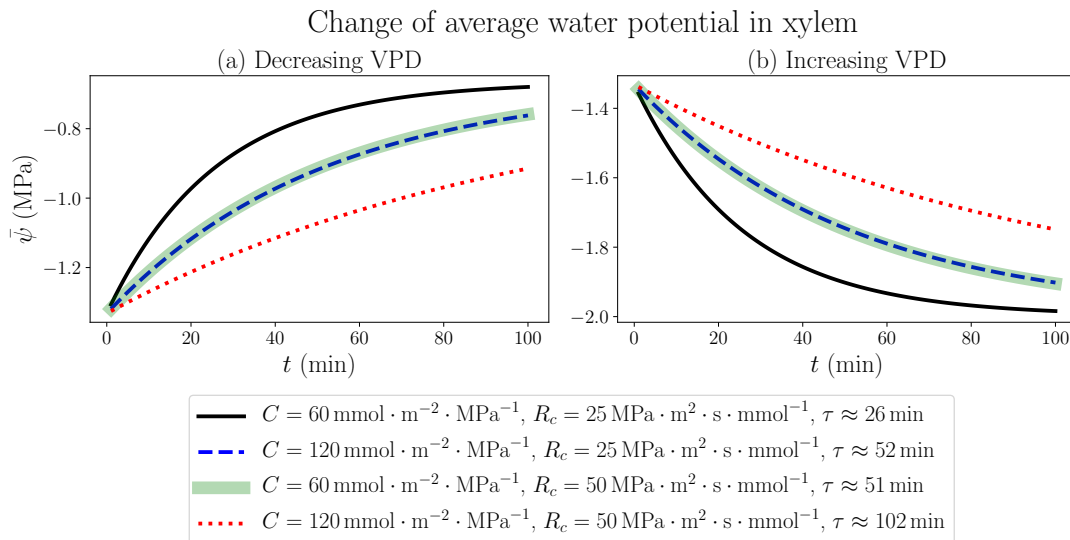 Change of average water potential in xylem
(a) Decreasing VPD
(b) Increasing VPD
ψ̄ (MPa)
−0.8
−1.0
−1.2
0 20 40 60 80 100
t (min)
−1.4
−1.6
−1.8
−2.0
0 20 40 60 80 100
t (min)
C = 60 mmol · m⁻² · MPa⁻¹, R_c = 25 MPa · m² · s · mmol⁻¹, τ ≈ 26 min
C = 120 mmol · m⁻² · MPa⁻¹, R_c = 25 MPa · m² · s · mmol⁻¹, τ ≈ 52 min
C = 60 mmol · m⁻² · MPa⁻¹, R_c = 50 MPa · m² · s · mmol⁻¹, τ ≈ 51 min
C = 120 mmol · m⁻² · MPa⁻¹, R_c = 50 MPa · m² · s · mmol⁻¹, τ ≈ 102 min